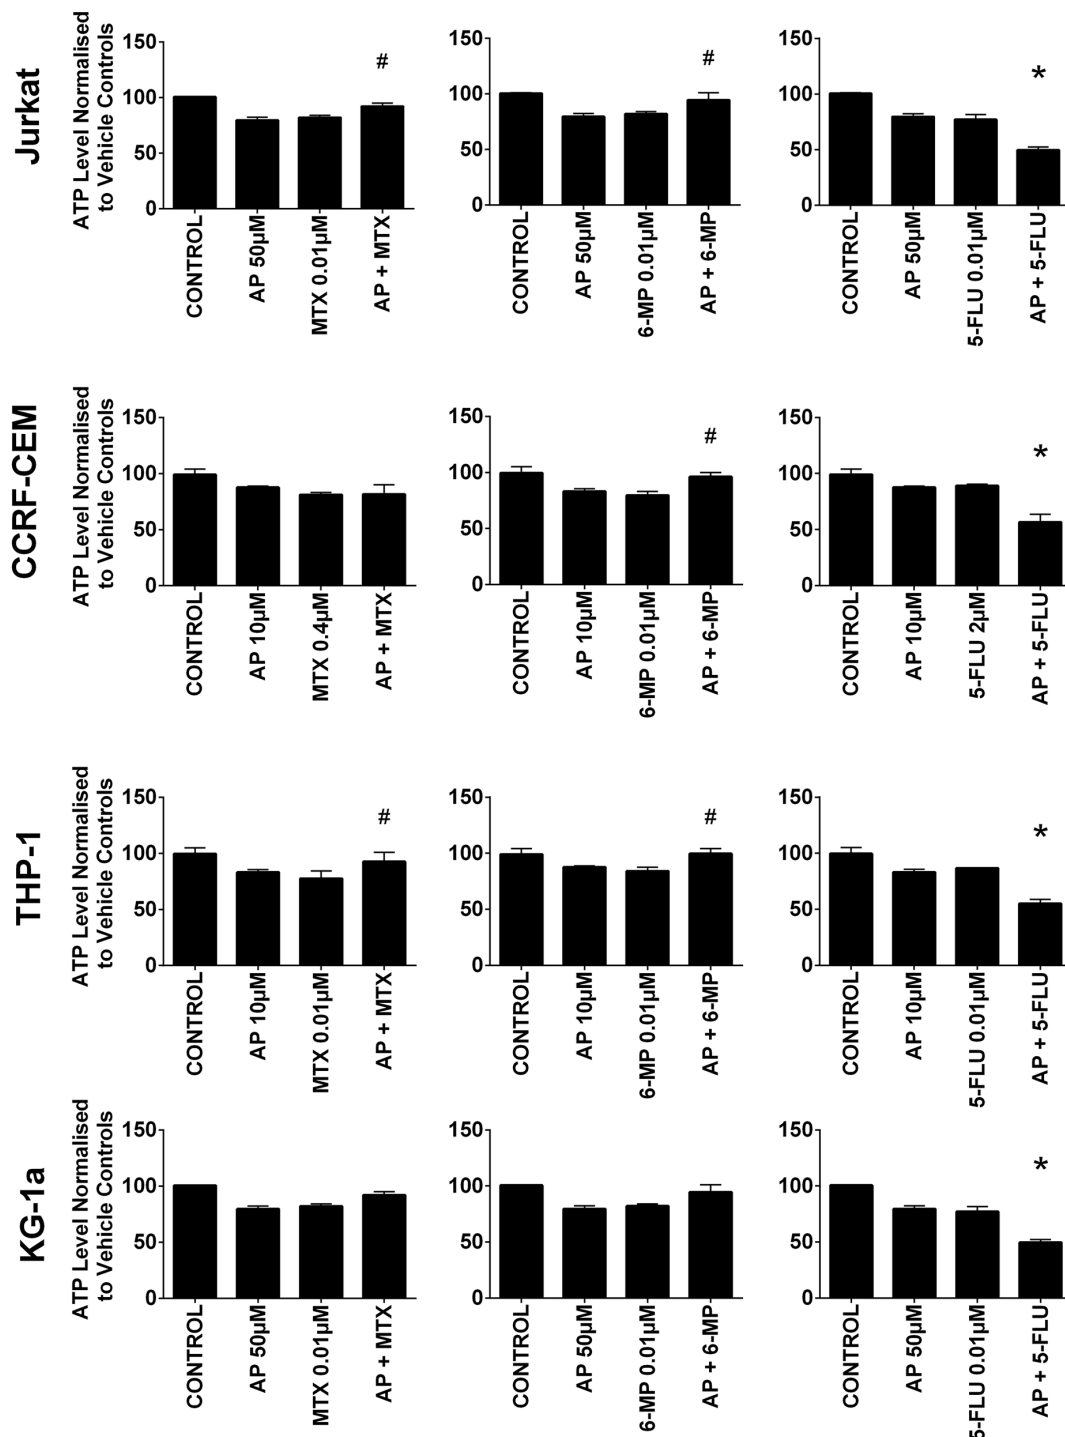 Jurkat
ATP Level Normalised
to Vehicle Controls
150
100
50
0
CONTROL
AP 50µM
MTX 0.01µM
AP + MTX
#
150
100
50
0
CONTROL
AP 50µM
6-MP 0.01µM
AP + 6-MP
#
150
100
50
0
CONTROL
AP 50µM
5-FLU 0.01µM
AP + 5-FLU
*
CCRF-CEM
ATP Level Normalised
to Vehicle Controls
150
100
50
0
CONTROL
AP 10µM
MTX 0.4µM
AP + MTX
150
100
50
0
CONTROL
AP 10µM
6-MP 0.01µM
AP + 6-MP
#
150
100
50
0
CONTROL
AP 10µM
5-FLU 2µM
AP + 5-FLU
*
THP-1
ATP Level Normalised
to Vehicle Controls
150
100
50
0
CONTROL
AP 10µM
MTX 0.01µM
AP + MTX
#
150
100
50
0
CONTROL
AP 10µM
6-MP 0.01µM
AP + 6-MP
#
150
100
50
0
CONTROL
AP 10µM
5-FLU 0.01µM
AP + 5-FLU
*
KG-1a
ATP Level Normalised
to Vehicle Controls
150
100
50
0
CONTROL
AP 50µM
MTX 0.01µM
AP + MTX
150
100
50
0
CONTROL
AP 50µM
6-MP 0.01µM
AP + 6-MP
150
100
50
0
CONTROL
AP 50µM
5-FLU 0.01µM
AP + 5-FLU
*